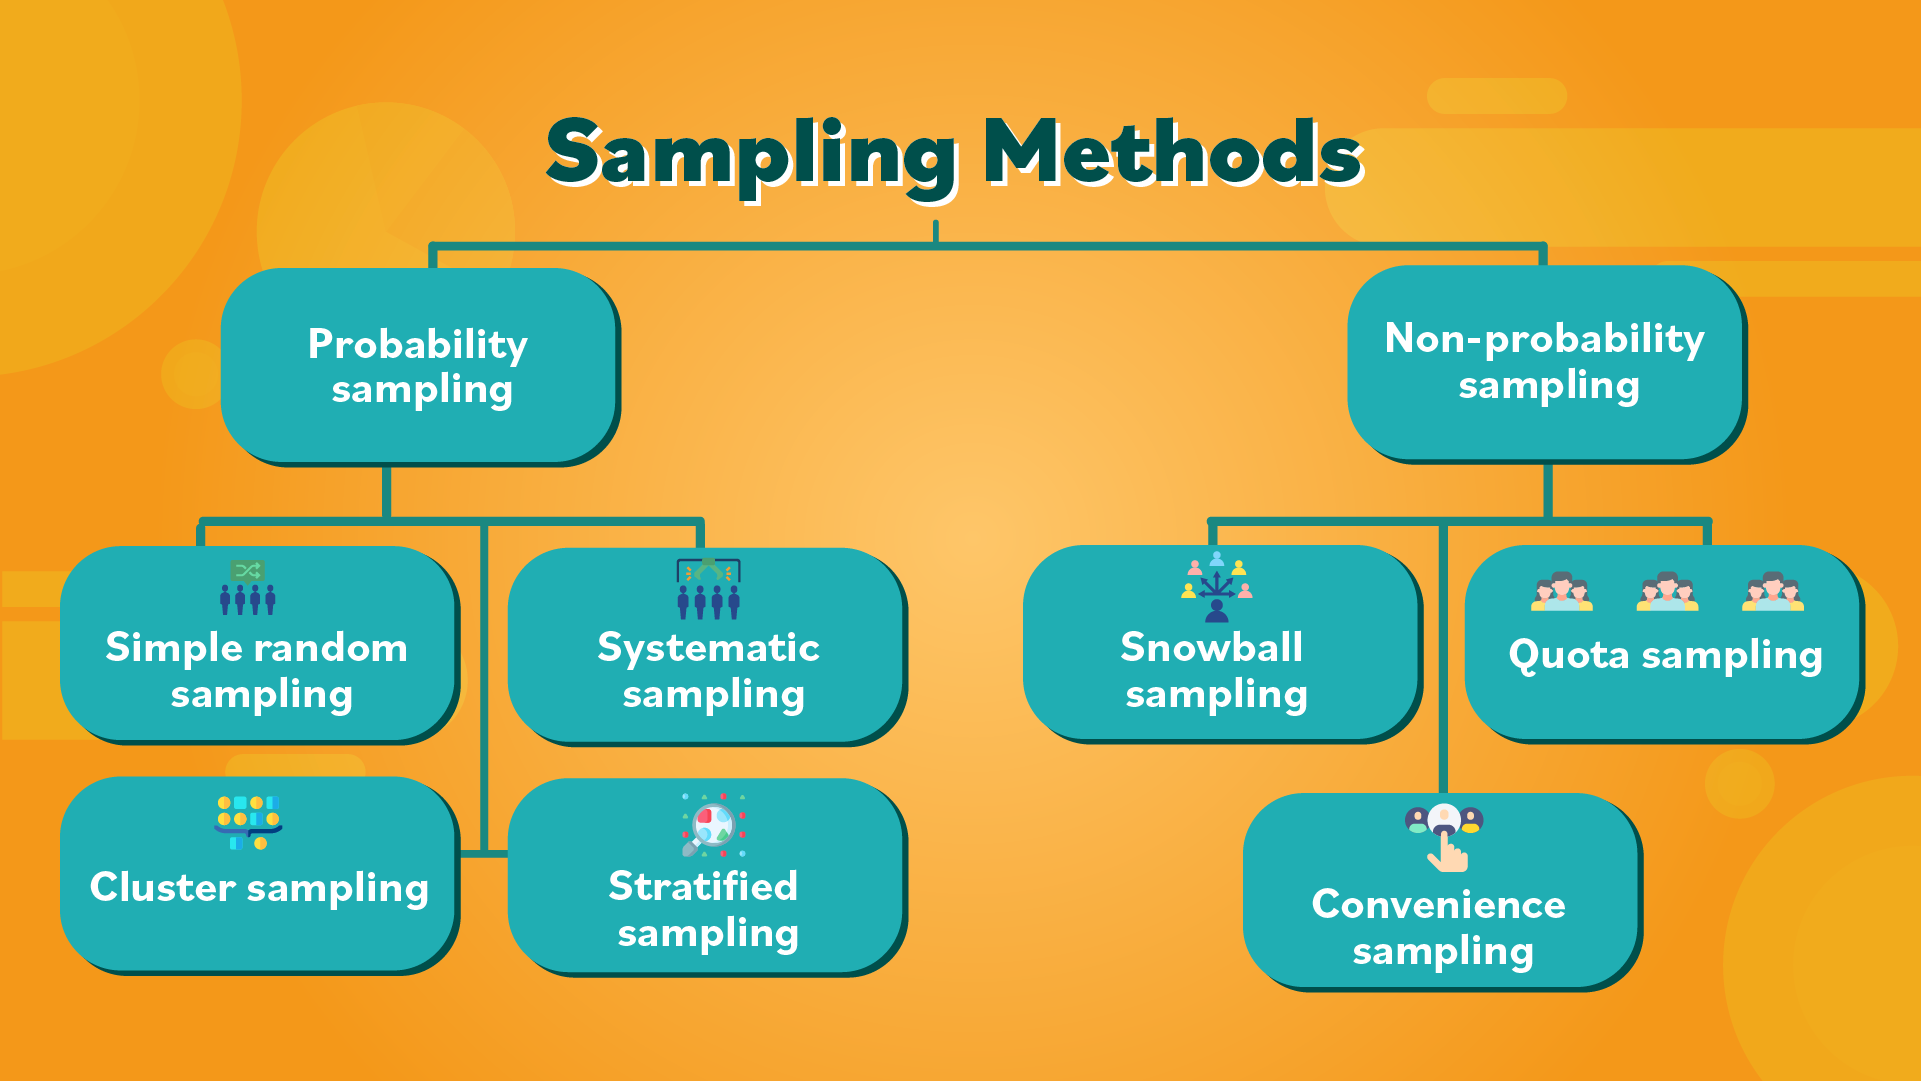 Sampling Methods
Probability
sampling
Non-probability
sampling
Simple random
sampling
Systematic
sampling
Snowball
sampling
Quota sampling
Cluster sampling
Stratified
sampling
Convenience
sampling